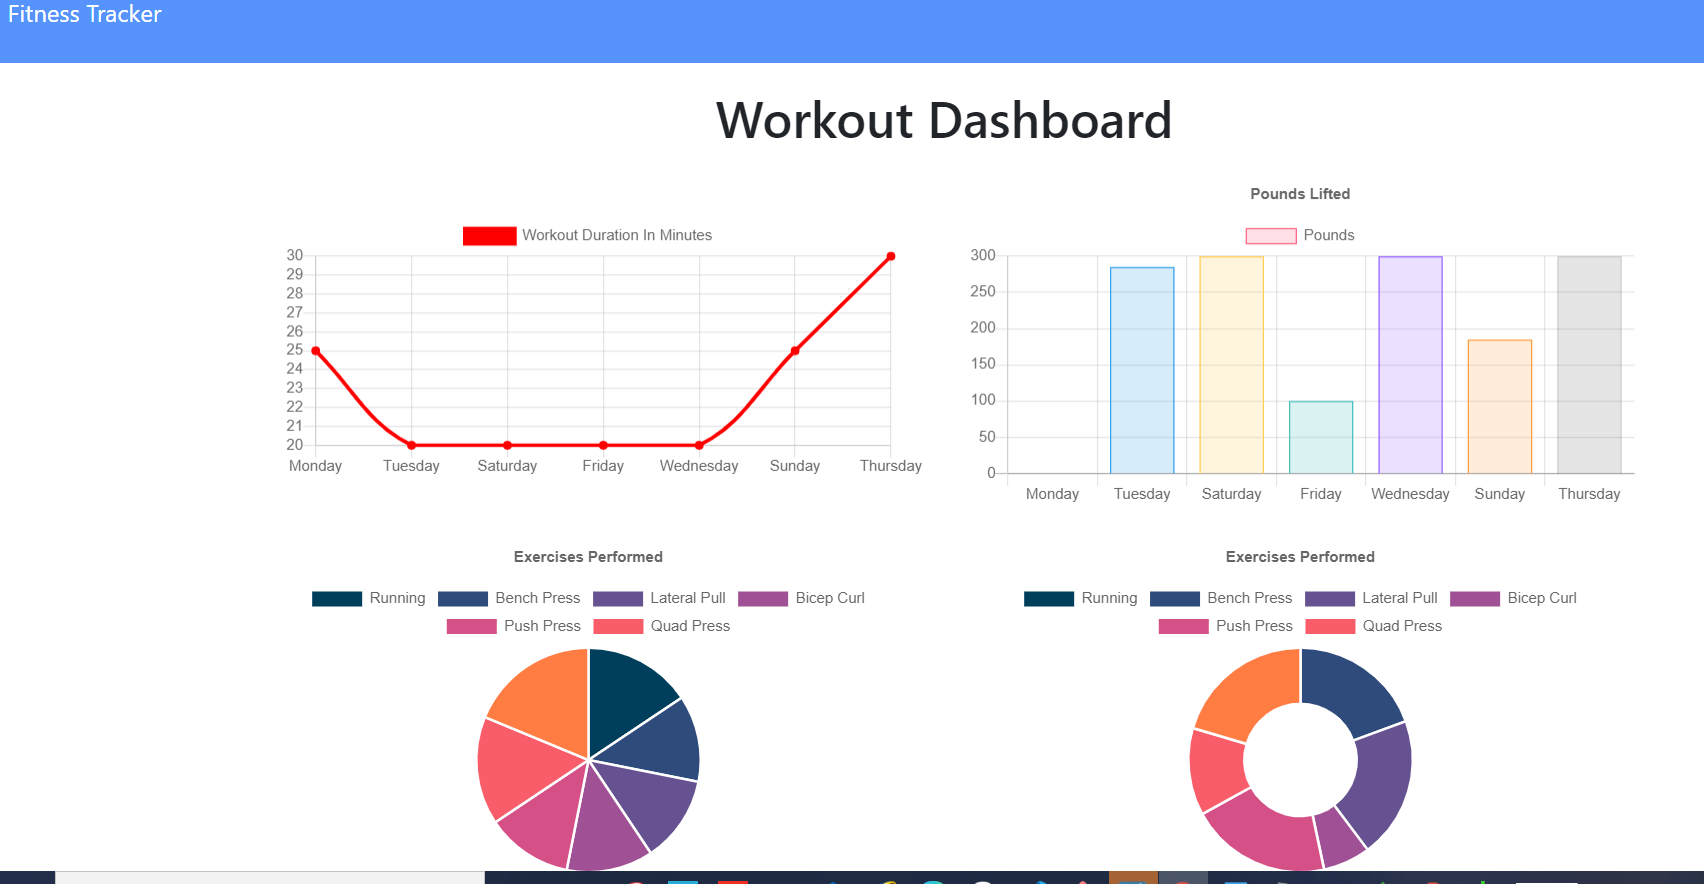 Fitness Tracker
Workout Dashboard
Workout Duration In Minutes
30
29
28
27
26
25
24
23
22
21
20
Monday Tuesday Saturday Friday Wednesday Sunday Thursday
Pounds Lifted
Pounds
300
250
200
150
100
50
0
Monday Tuesday Saturday Friday Wednesday Sunday Thursday
Exercises Performed
Running Bench Press Lateral Pull Bicep Curl
Push Press Quad Press
Exercises Performed
Running Bench Press Lateral Pull Bicep Curl
Push Press Quad Press